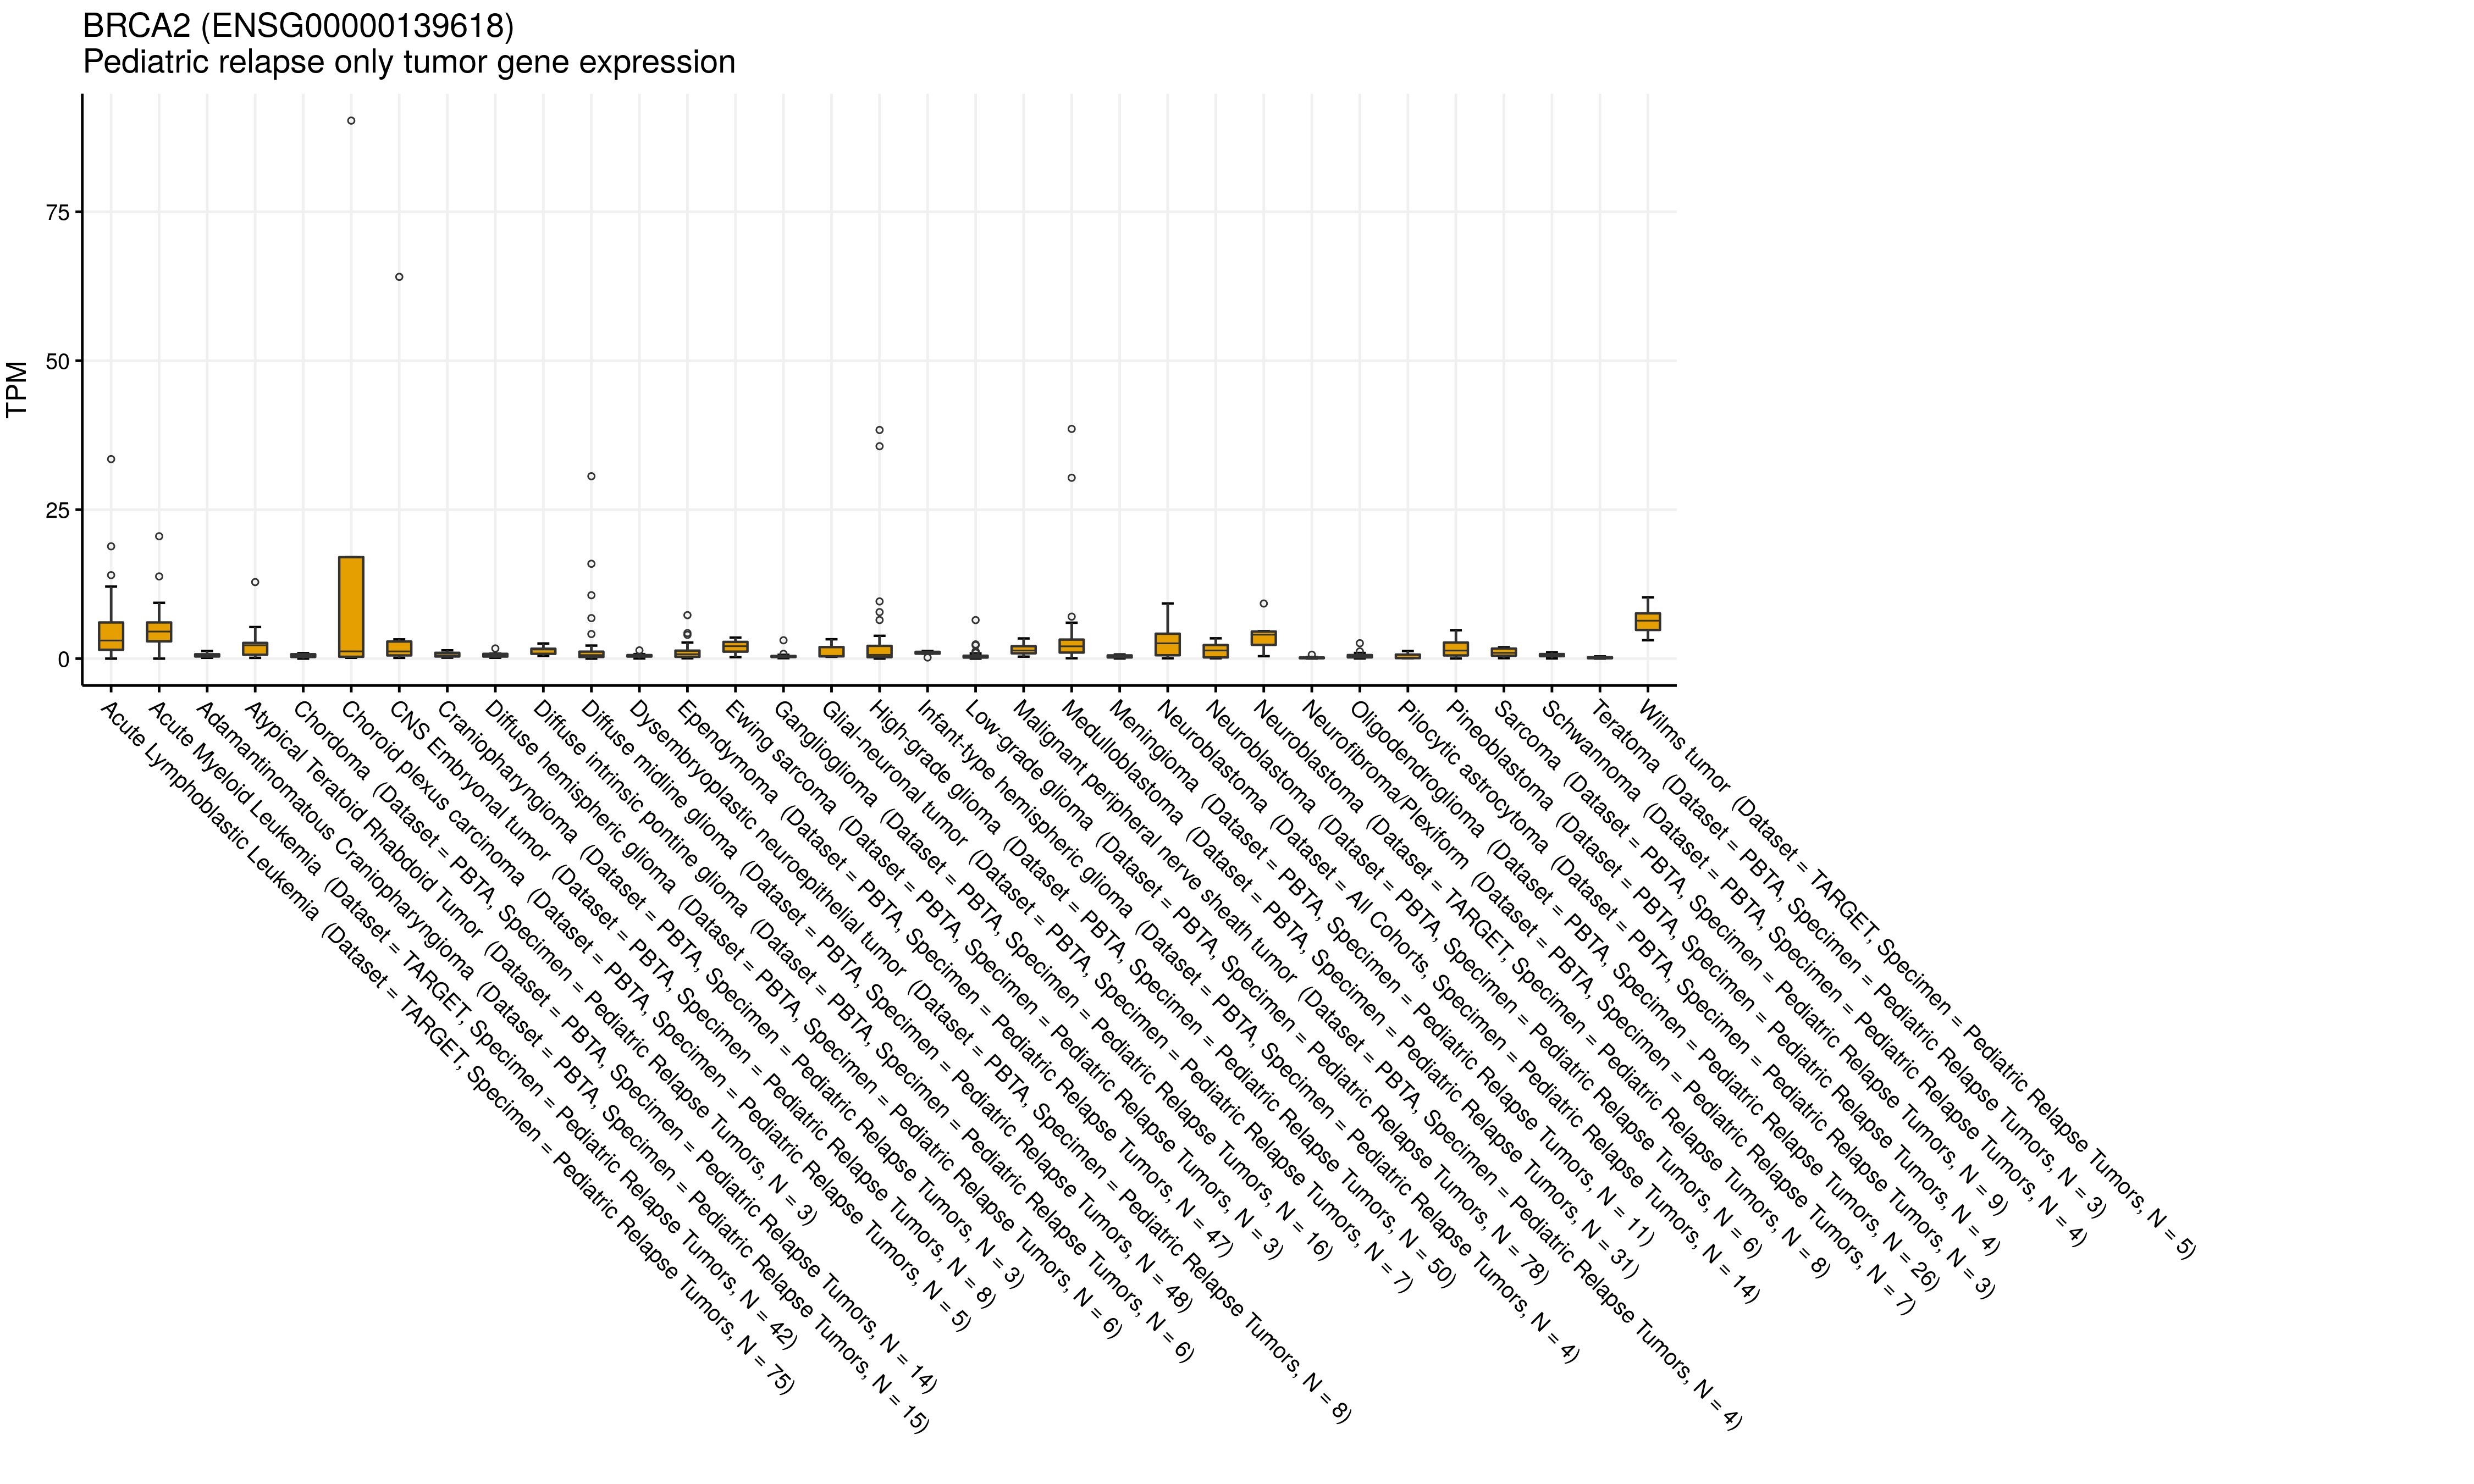 BRCA2 (ENSG00000139618)
Pediatric relapse only tumor gene expression
TPM
75
50
25
0
Acute Lymphoblastic Leukemia (Dataset = TARGET, Specimen = Pediatric Relapse Tumors, N = 75)
Acute Myeloid Leukemia (Dataset = TARGET, Specimen = Pediatric Relapse Tumors, N = 42)
Adamantinomatous Craniopharyngioma (Dataset = PBTA, Specimen = Pediatric Relapse Tumors, N = 15)
Atypical Teratoid Rhabdoid Tumor (Dataset = PBTA, Specimen = Pediatric Relapse Tumors, N = 14)
Chordoma (Dataset = PBTA, Specimen = Pediatric Relapse Tumors, N = 3)
Choroid plexus carcinoma (Dataset = PBTA, Specimen = Pediatric Relapse Tumors, N = 5)
CNS Embryonal tumor (Dataset = PBTA, Specimen = Pediatric Relapse Tumors, N = 8)
Craniopharyngioma (Dataset = PBTA, Specimen = Pediatric Relapse Tumors, N = 3)
Diffuse hemispheric glioma (Dataset = PBTA, Specimen = Pediatric Relapse Tumors, N = 6)
Diffuse intrinsic pontine glioma (Dataset = PBTA, Specimen = Pediatric Relapse Tumors, N = 6)
Diffuse midline glioma (Dataset = PBTA, Specimen = Pediatric Relapse Tumors, N = 48)
Dysembryoplastic neuroepithelial tumor (Dataset = PBTA, Specimen = Pediatric Relapse Tumors, N = 8)
Ependymoma (Dataset = PBTA, Specimen = Pediatric Relapse Tumors, N = 47)
Ewing sarcoma (Dataset = PBTA, Specimen = Pediatric Relapse Tumors, N = 3)
Ganglioglioma (Dataset = PBTA, Specimen = Pediatric Relapse Tumors, N = 16)
Glial-neuronal tumor (Dataset = PBTA, Specimen = Pediatric Relapse Tumors, N = 7)
High-grade glioma (Dataset = PBTA, Specimen = Pediatric Relapse Tumors, N = 50)
Infant-type hemispheric glioma (Dataset = PBTA, Specimen = Pediatric Relapse Tumors, N = 4)
Low-grade glioma (Dataset = PBTA, Specimen = Pediatric Relapse Tumors, N = 78)
Malignant peripheral nerve sheath tumor (Dataset = PBTA, Specimen = Pediatric Relapse Tumors, N = 4)
Medulloblastoma (Dataset = PBTA, Specimen = Pediatric Relapse Tumors, N = 31)
Meningioma (Dataset = PBTA, Specimen = Pediatric Relapse Tumors, N = 11)
Neuroblastoma (Dataset = All Cohorts, Specimen = Pediatric Relapse Tumors, N = 14)
Neuroblastoma (Dataset = PBTA, Specimen = Pediatric Relapse Tumors, N = 6)
Neuroblastoma (Dataset = TARGET, Specimen = Pediatric Relapse Tumors, N = 8)
Neurofibroma/Plexiform (Dataset = PBTA, Specimen = Pediatric Relapse Tumors, N = 7)
Oligodendroglioma (Dataset = PBTA, Specimen = Pediatric Relapse Tumors, N = 26)
Pilocytic astrocytoma (Dataset = PBTA, Specimen = Pediatric Relapse Tumors, N = 3)
Pineoblastoma (Dataset = PBTA, Specimen = Pediatric Relapse Tumors, N = 4)
Sarcoma (Dataset = PBTA, Specimen = Pediatric Relapse Tumors, N = 9)
Schwannoma (Dataset = PBTA, Specimen = Pediatric Relapse Tumors, N = 4)
Teratoma (Dataset = PBTA, Specimen = Pediatric Relapse Tumors, N = 3)
Wilms tumor (Dataset = TARGET, Specimen = Pediatric Relapse Tumors, N = 5)